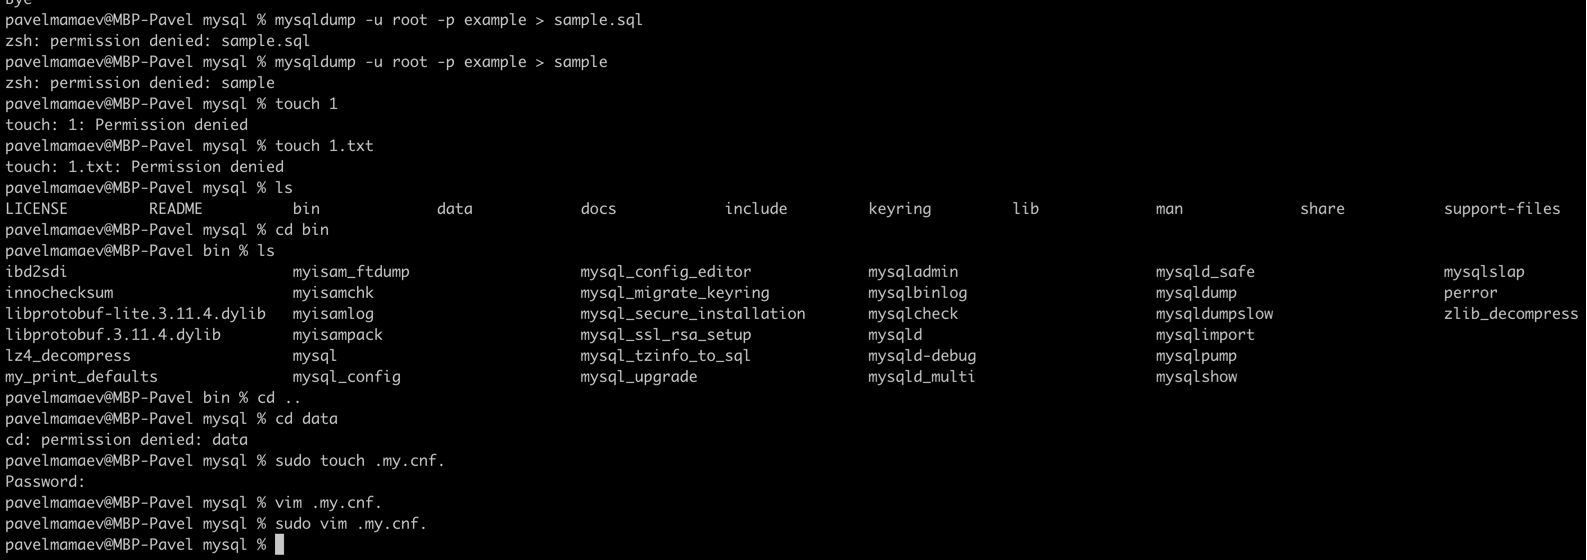 Bye
pavelmamaev@MBP-Pavel mysql % mysqldump -u root -p example > sample.sql
zsh: permission denied: sample.sql
pavelmamaev@MBP-Pavel mysql % mysqldump -u root -p example > sample
zsh: permission denied: sample
pavelmamaev@MBP-Pavel mysql % touch 1
touch: 1: Permission denied
pavelmamaev@MBP-Pavel mysql % touch 1.txt
touch: 1.txt: Permission denied
pavelmamaev@MBP-Pavel mysql % ls
LICENSE README bin data docs include keyring lib man share support-files
pavelmamaev@MBP-Pavel mysql % cd bin
pavelmamaev@MBP-Pavel bin % ls
ibd2sdi myisam_ftdump mysql_config_editor mysqladmin mysqld_safe mysqlslap
innochecksum myisamchk mysql_migrate_keyring mysqlbinlog mysqldump perror
libprotobuf-lite.3.11.4.dylib myisamlog mysql_secure_installation mysqlcheck mysqldumpslow zlib_decompress
libprotobuf.3.11.4.dylib myisampack mysql_ssl_rsa_setup mysqld mysqlimport
lz4_decompress mysql mysql_tzinfo_to_sql mysqld-debug mysqlpump
my_print_defaults mysql_config mysql_upgrade mysqld_multi mysqlshow
pavelmamaev@MBP-Pavel bin % cd ..
pavelmamaev@MBP-Pavel mysql % cd data
cd: permission denied: data
pavelmamaev@MBP-Pavel mysql % sudo touch .my.cnf.
Password:
pavelmamaev@MBP-Pavel mysql % vim .my.cnf.
pavelmamaev@MBP-Pavel mysql % sudo vim .my.cnf.
pavelmamaev@MBP-Pavel mysql %